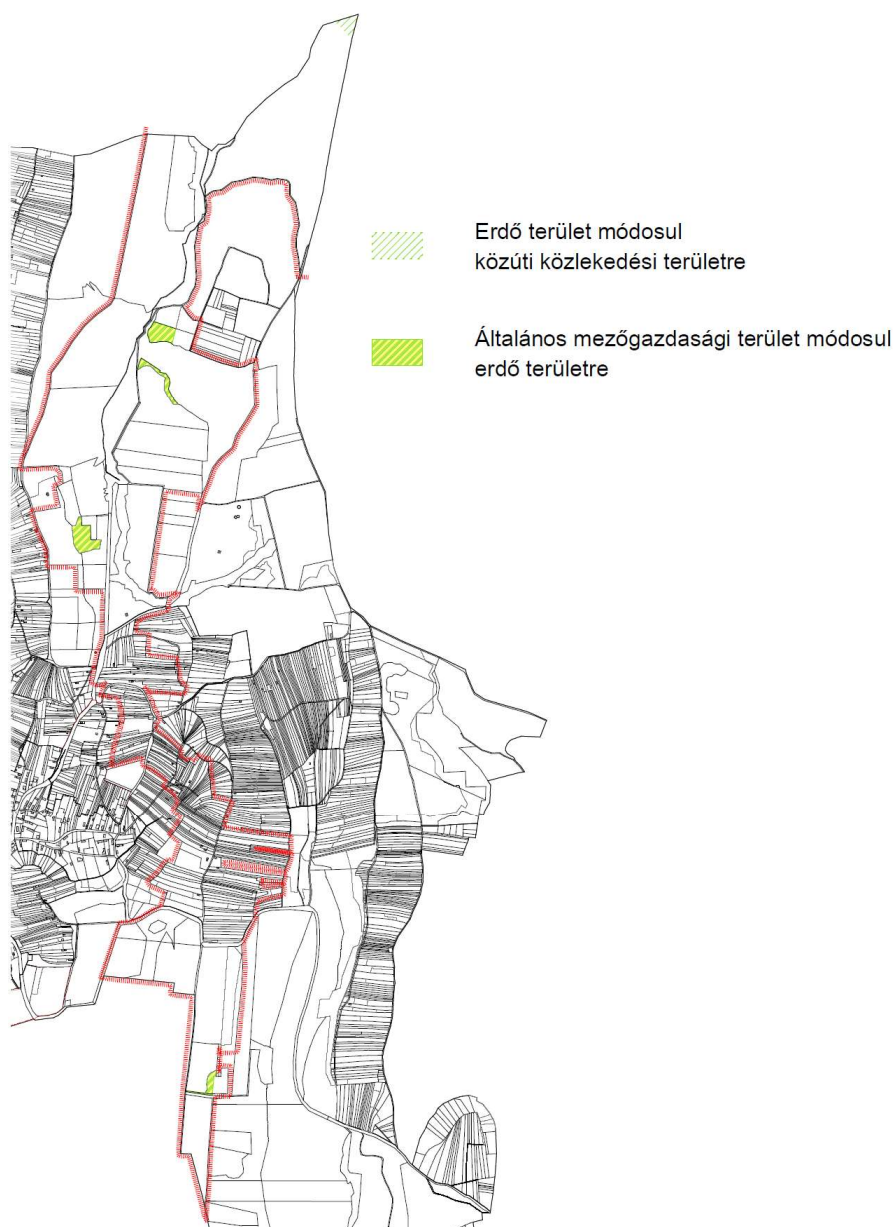 Erdő terület módosul
közúti közlekedési területre
Általános mezőgazdasági terület módosul
erdő területre